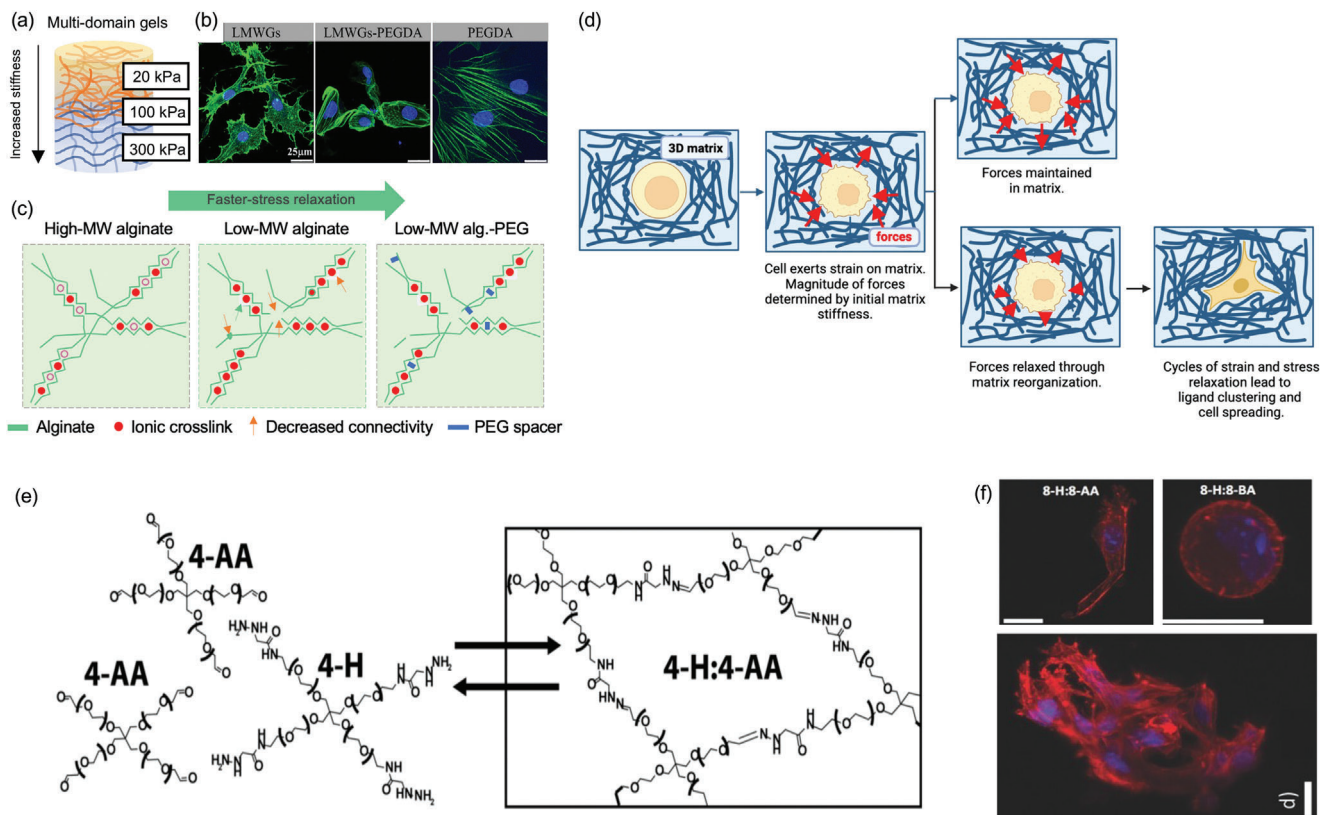 (a)
Multi-domain gels
Increased stiffness
20 kPa
100 kPa
300 kPa
(b)
LMWGs
LMWGs-PEGDA
PEGDA
25μm
(c)
Faster-stress relaxation
High-MW alginate
Low-MW alginate
Low-MW alg.-PEG
Alginate
Ionic crosslink
Decreased connectivity
PEG spacer
(d)
3D matrix
forces
Cell exerts strain on matrix.
Magnitude of forces
determined by initial matrix
stiffness.
Forces maintained
in matrix.
Forces relaxed through
matrix reorganization.
Cycles of strain and stress
relaxation lead to
ligand clustering and
cell spreading.
(e)
4-AA
4-AA
4-H
4-H:4-AA
(f)
8-H:8-AA
8-H:8-BA
d)